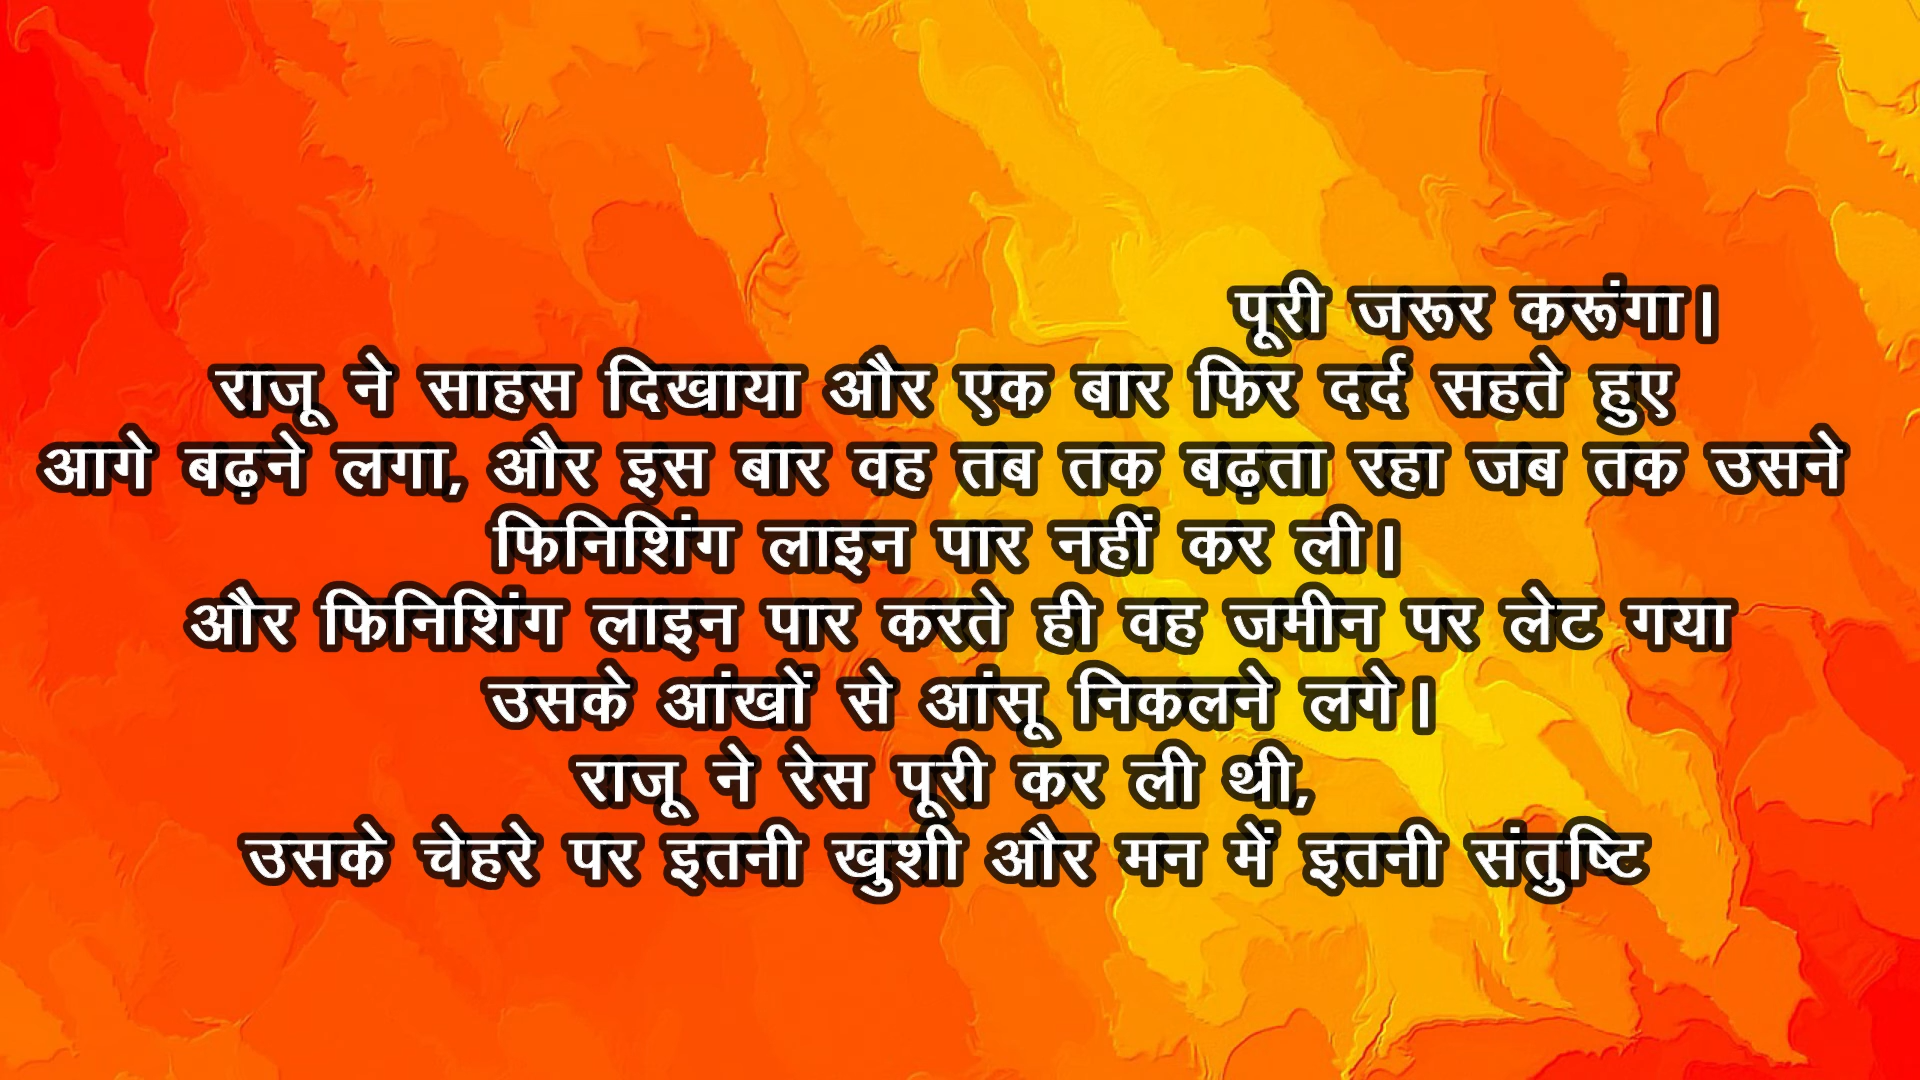 पूरी जरूर करूंगा।
राजू ने साहस दिखाया और एक बार फिर दर्द सहते हुए
आगे बढ़ने लगा, और इस बार वह तब तक बढ़ता रहा जब तक उसने
फिनिशिंग लाइन पार नहीं कर ली।
और फिनिशिंग लाइन पार करते ही वह जमीन पर लेट गया
उसके आंखों से आंसू निकलने लगे।
राजू ने रेस पूरी कर ली थी,
उसके चेहरे पर इतनी खुशी और मन में इतनी संतुष्टि